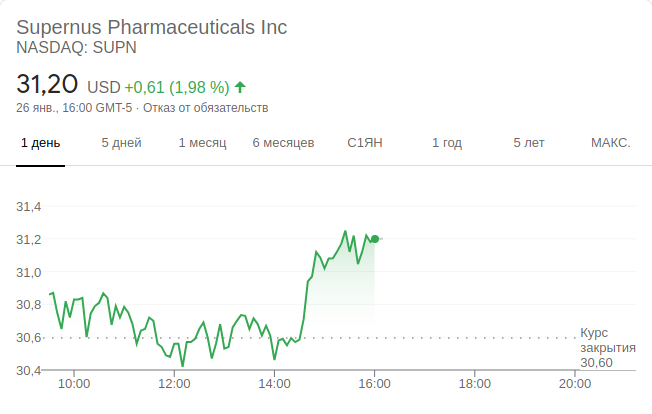 Supernus Pharmaceuticals Inc
NASDAQ: SUPN
31,20 USD +0,61 (1,98 %)
26 янв., 16:00 GMT-5 · Отказ от обязательств
1 день 5 дней 1 месяц 6 месяцев С1ЯН 1 год 5 лет МАКС.
31,4
31,2
31,0
30,8
30,6
Курс
закрытия
30,60
30,4
10:00 12:00 14:00 16:00 18:00 20:00